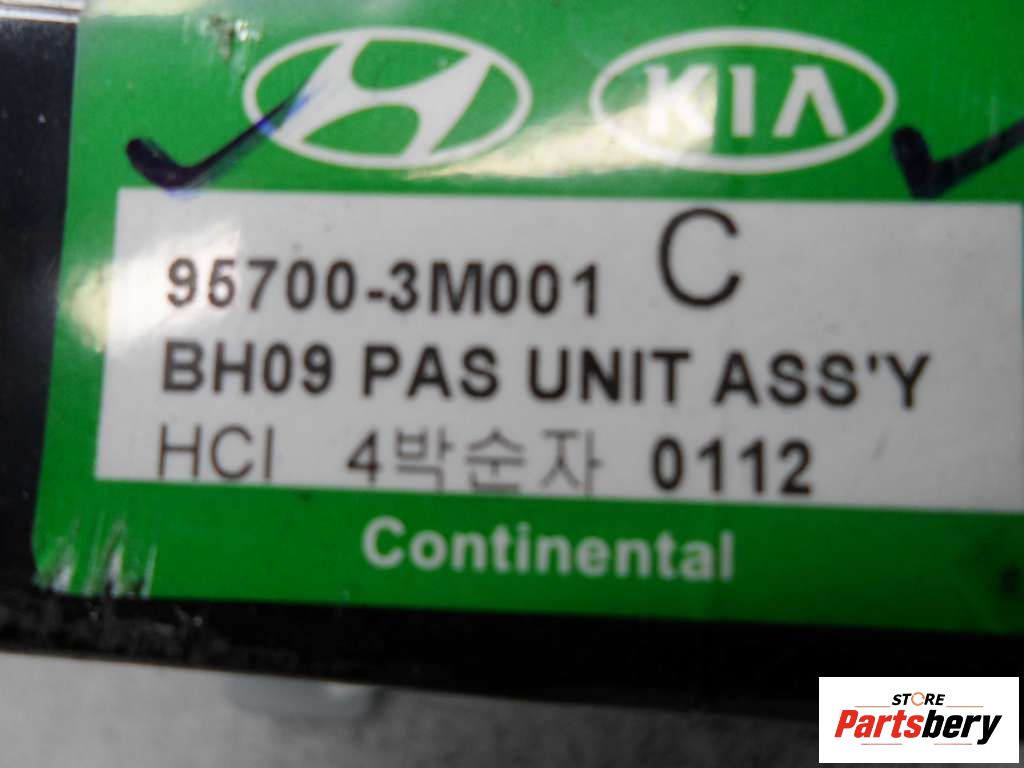 KIA
95700-3M001 C
BH09 PAS UNIT ASS'Y
HCI 4박순자 0112
Continental
STORE
Partsbery